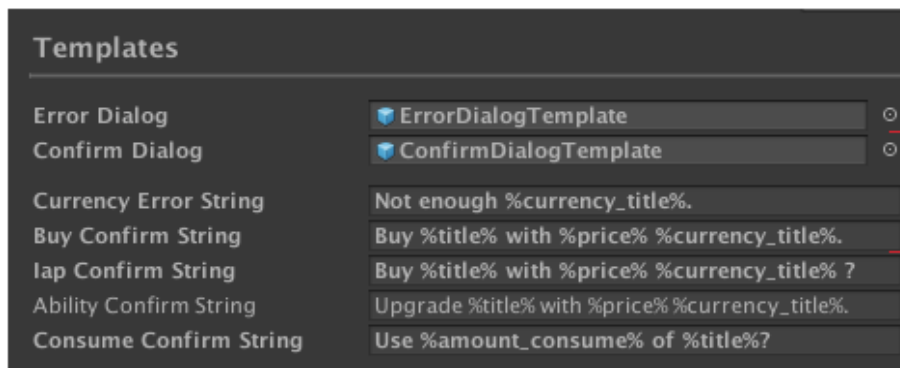 Templates
Error Dialog ErrorDialogTemplate
Confirm Dialog ConfirmDialogTemplate
Currency Error String Not enough %currency_title%.
Buy Confirm String Buy %title% with %price% %currency_title%.
Iap Confirm String Buy %title% with %price% %currency_title% ?
Ability Confirm String Upgrade %title% with %price% %currency_title%.
Consume Confirm String Use %amount_consume% of %title%?